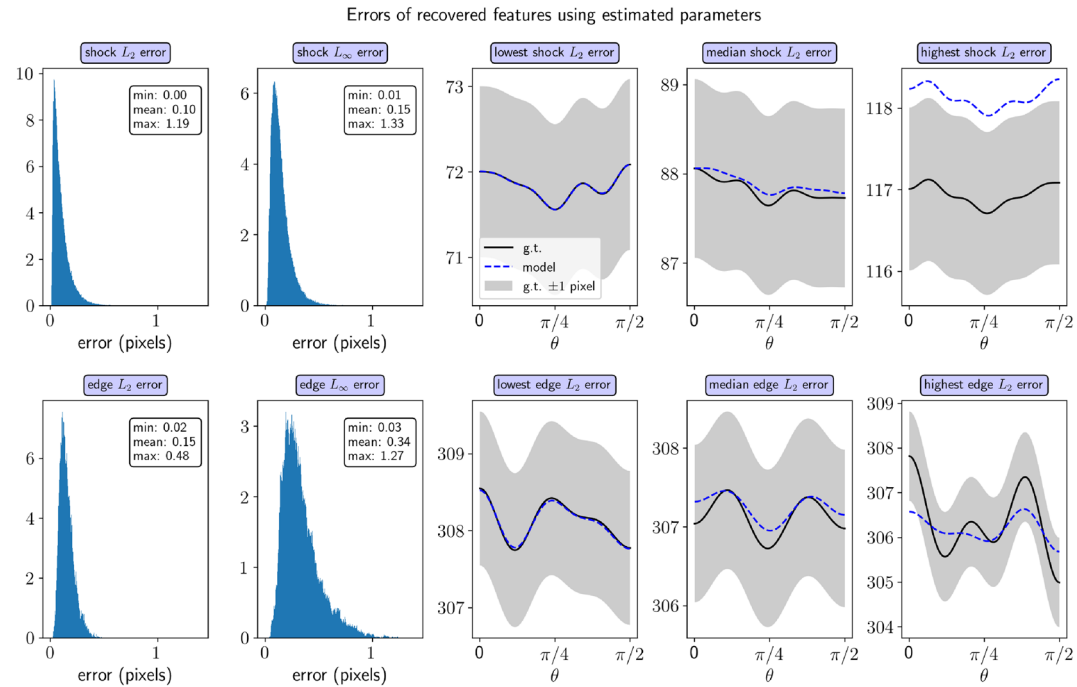 Errors of recovered features using estimated parameters
shock L₂ error
shock L∞ error
lowest shock L₂ error
median shock L₂ error
highest shock L₂ error
10
8
6
4
2
0
min: 0.00
mean: 0.10
max: 1.19
0
1
error (pixels)
6
4
2
0
min: 0.01
mean: 0.15
max: 1.33
0
1
error (pixels)
73
72
71
g.t.
model
g.t. ±1 pixel
0
π/4
π/2
θ
89
88
87
0
π/4
π/2
θ
118
117
116
0
π/4
π/2
θ
edge L₂ error
edge L∞ error
lowest edge L₂ error
median edge L₂ error
highest edge L₂ error
6
4
2
0
min: 0.02
mean: 0.15
max: 0.48
0
1
error (pixels)
3
2
1
0
min: 0.03
mean: 0.34
max: 1.27
0
1
error (pixels)
309
308
307
0
π/4
π/2
θ
308
307
306
0
π/4
π/2
θ
309
308
307
306
305
304
0
π/4
π/2
θ